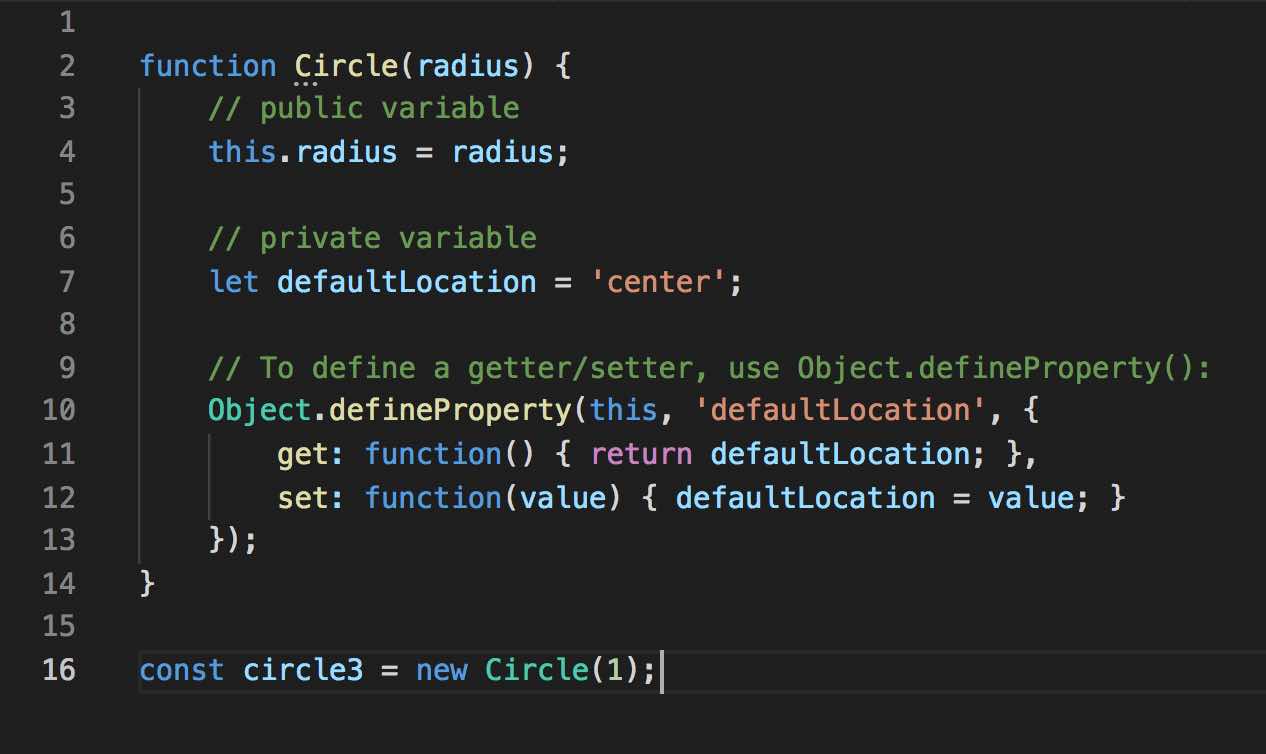 1
2 function Circle(radius) {
3 // public variable
4 this.radius = radius;
5
6 // private variable
7 let defaultLocation = 'center';
8
9 // To define a getter/setter, use Object.defineProperty():
10 Object.defineProperty(this, 'defaultLocation', {
11 get: function() { return defaultLocation; },
12 set: function(value) { defaultLocation = value; }
13 });
14 }
15
16 const circle3 = new Circle(1);